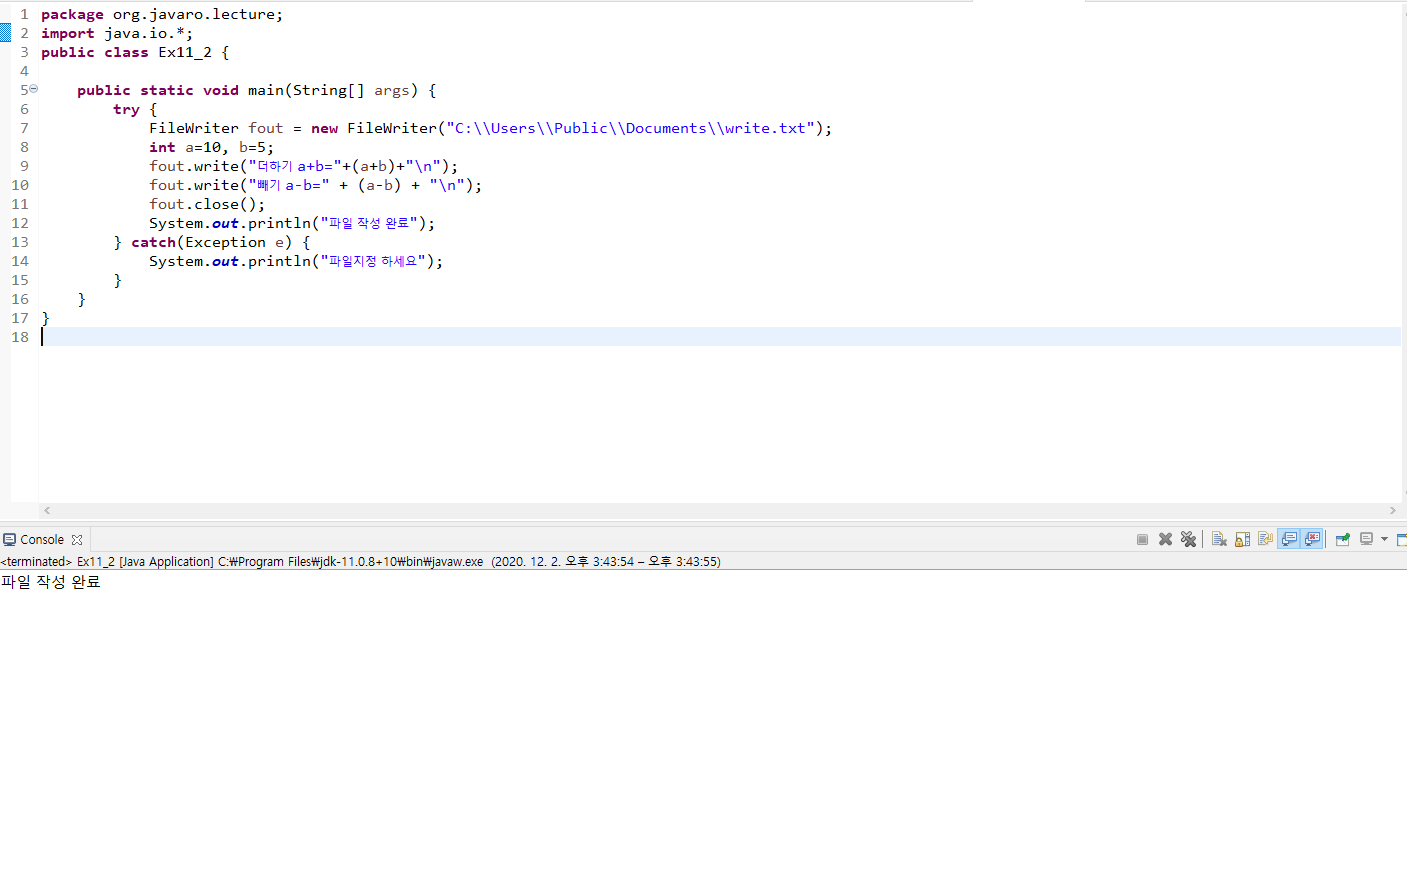 1 package org.javaro.lecture;
2 import java.io.*;
3 public class Ex11_2 {
4
5 public static void main(String[] args) {
6 try {
7 FileWriter fout = new FileWriter("C:\\Users\\Public\\Documents\\write.txt");
8 int a=10, b=5;
9 fout.write("더하기 a+b="+(a+b)+"\n");
10 fout.write("빼기 a-b=" + (a-b) + "\n");
11 fout.close();
12 System.out.println("파일 작성 완료");
13 } catch(Exception e) {
14 System.out.println("파일지정 하세요");
15 }
16 }
17 }
18
Console
<terminated> Ex11_2 [Java Application] C:₩Program Files₩jdk-11.0.8+10₩bin₩javaw.exe (2020. 12. 2. 오후 3:43:54 – 오후 3:43:55)
파일 작성 완료